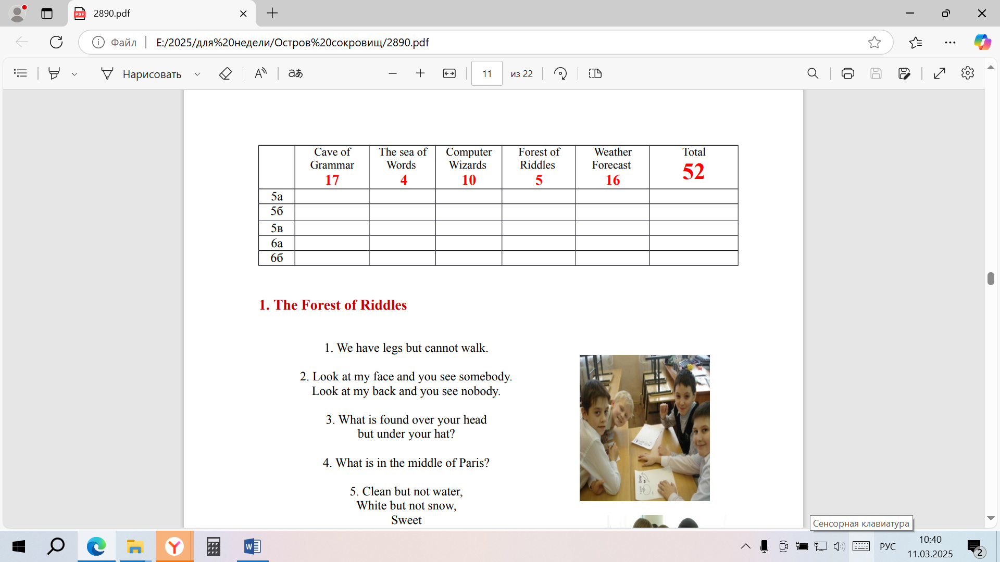 2890.pdf
Файл
E:/2025/для%20недели/Остров%20сокровищ/2890.pdf
Нарисовать
аあ
11 из 22
Cave of Grammar 17 The sea of Words 4 Computer Wizards 10 Forest of Riddles 5 Weather Forecast 16 Total 52
5а
5б
5в
6а
6б
1. The Forest of Riddles
1. We have legs but cannot walk.
2. Look at my face and you see somebody.
Look at my back and you see nobody.
3. What is found over your head
but under your hat?
4. What is in the middle of Paris?
5. Clean but not water,
White but not snow,
Sweet
Сенсорная клавиатура
РУС
10:40
11.03.2025
2